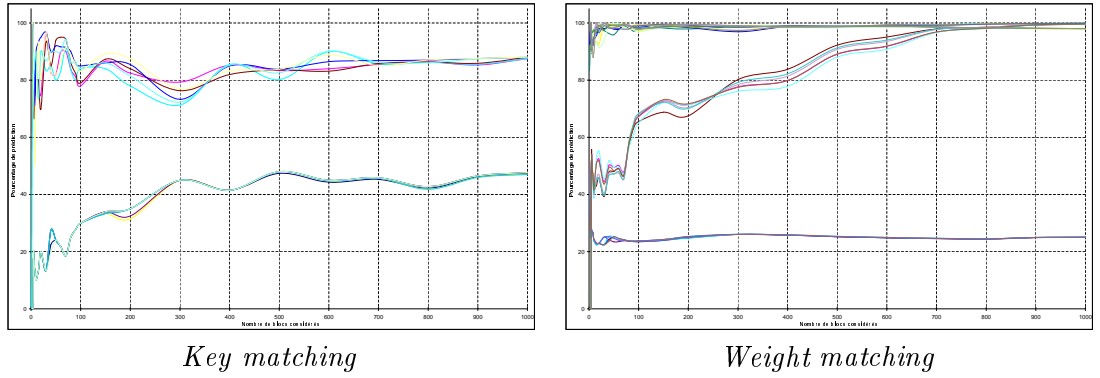 100
80
60
40
20
0
Pourcentage de prédiction
0 100 200 300 400 500 600 700 800 900 1000
Nombre de blocs considérés
Key matching
100
80
60
40
20
0
Pourcentage de prédiction
0 100 200 300 400 500 600 700 800 900 1000
Nombre de blocs considérés
Weight matching